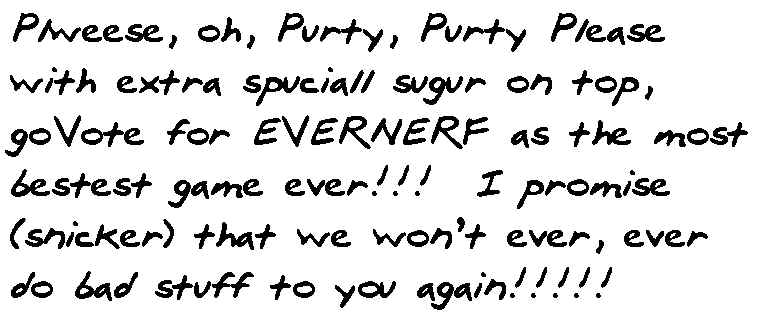 Plweese, oh, Purty, Purty Please
with extra spuciall sugur on top,
goVote for EVERNERF as the most
bestest game ever!!! I promise
(snicker) that we won't ever, ever
do bad stuff to you again!!!!!